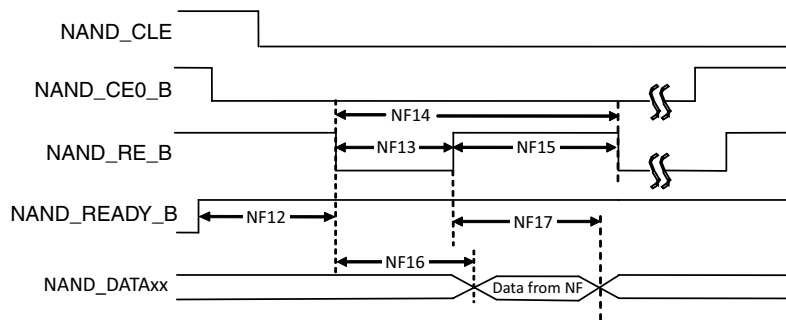 NAND_CLE
NAND_CE0_B
NF14
NAND_RE_B
NF13
NF15
NAND_READY_B
NF12
NF17
NF16
NAND_DATAxx
Data from NF